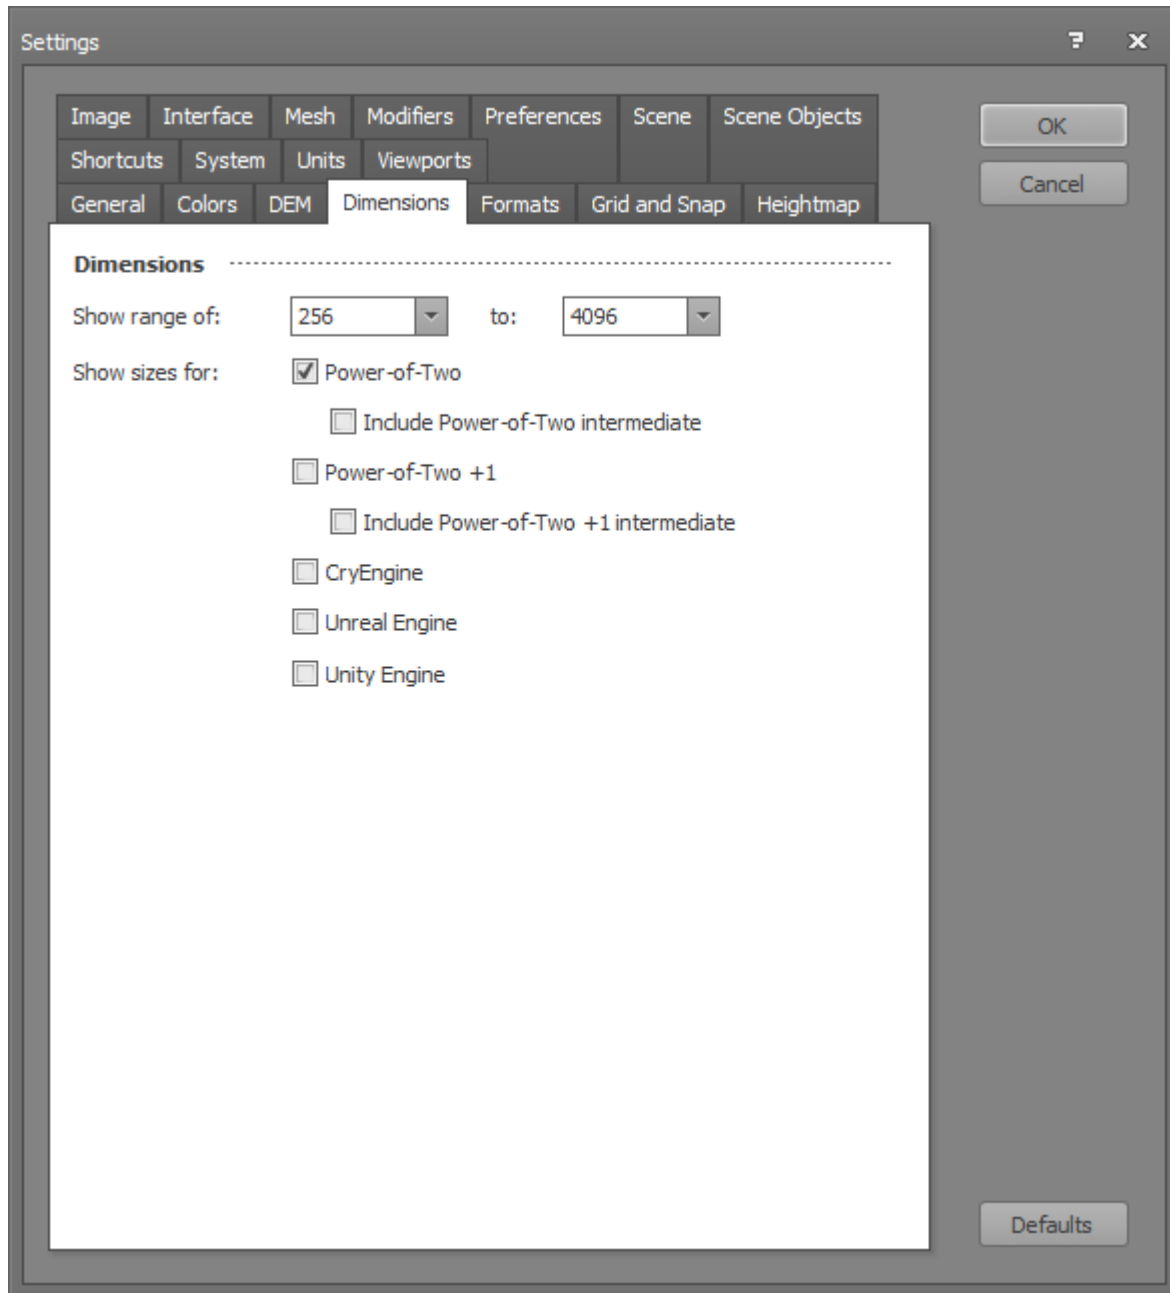 Settings
Image Interface Mesh Modifiers Preferences Scene Scene Objects
OK
Shortcuts System Units Viewports
Cancel
General Colors DEM Dimensions Formats Grid and Snap Heightmap
Dimensions
Show range of: 256 to: 4096
Show sizes for: Power-of-Two
Include Power-of-Two intermediate
Power-of-Two +1
Include Power-of-Two +1 intermediate
CryEngine
Unreal Engine
Unity Engine
Defaults